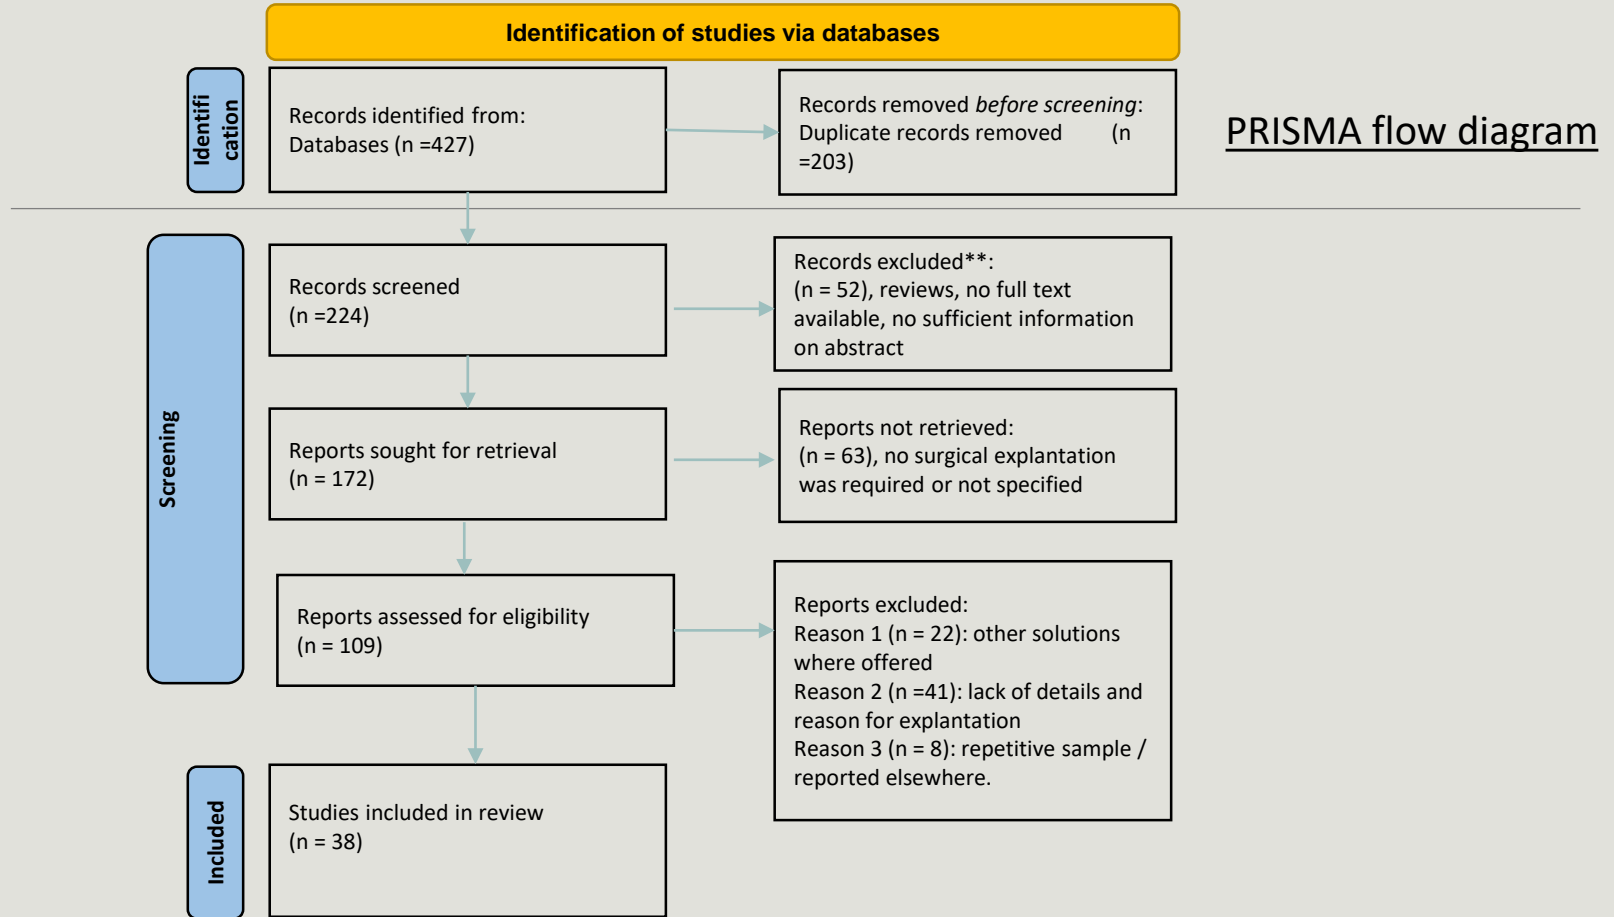 Identification of studies via databases
Identifi
cation
Records identified from:
Databases (n =427)
Records removed before screening:
Duplicate records removed (n
=203)
PRISMA flow diagram
Screening
Records screened
(n =224)
Records excluded**:
(n = 52), reviews, no full text
available, no sufficient information
on abstract
Reports sought for retrieval
(n = 172)
Reports not retrieved:
(n = 63), no surgical explantation
was required or not specified
Reports assessed for eligibility
(n = 109)
Reports excluded:
Reason 1 (n = 22): other solutions
where offered
Reason 2 (n =41): lack of details and
reason for explantation
Reason 3 (n = 8): repetitive sample /
reported elsewhere.
Included
Studies included in review
(n = 38)